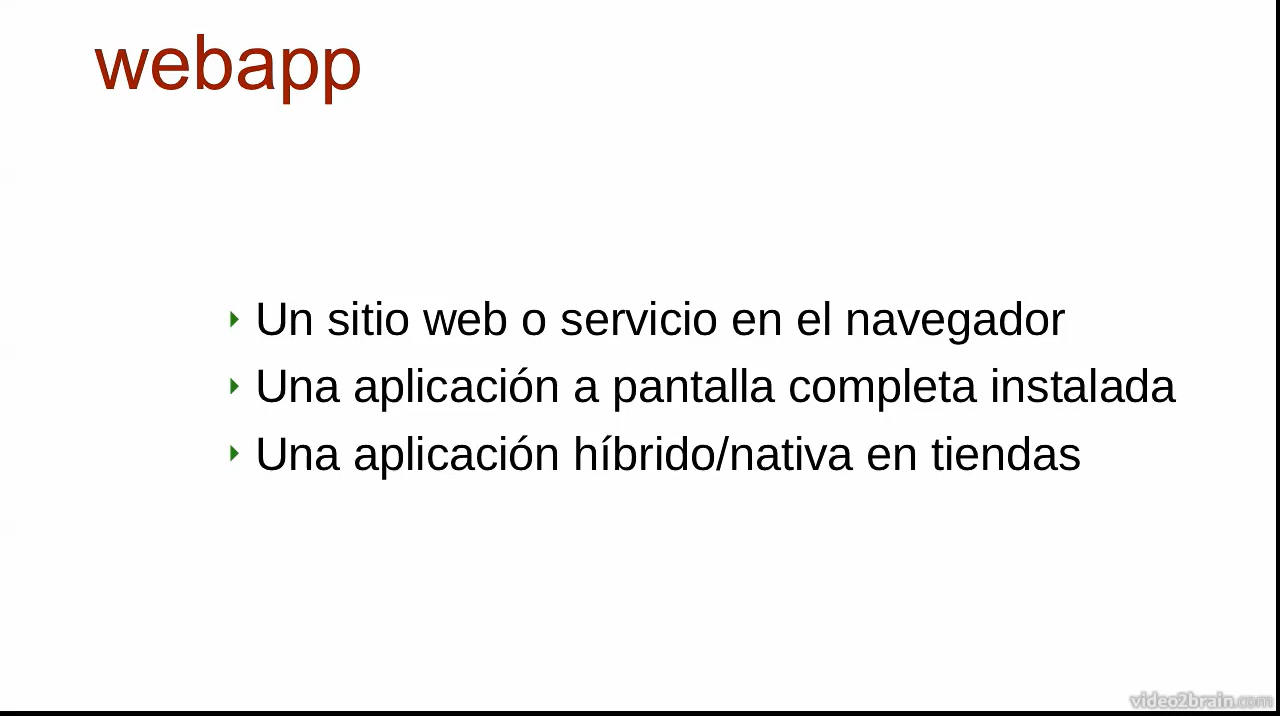 webapp
Un sitio web o servicio en el navegador
Una aplicación a pantalla completa instalada
Una aplicación híbrido/nativa en tiendas
video2brain.com